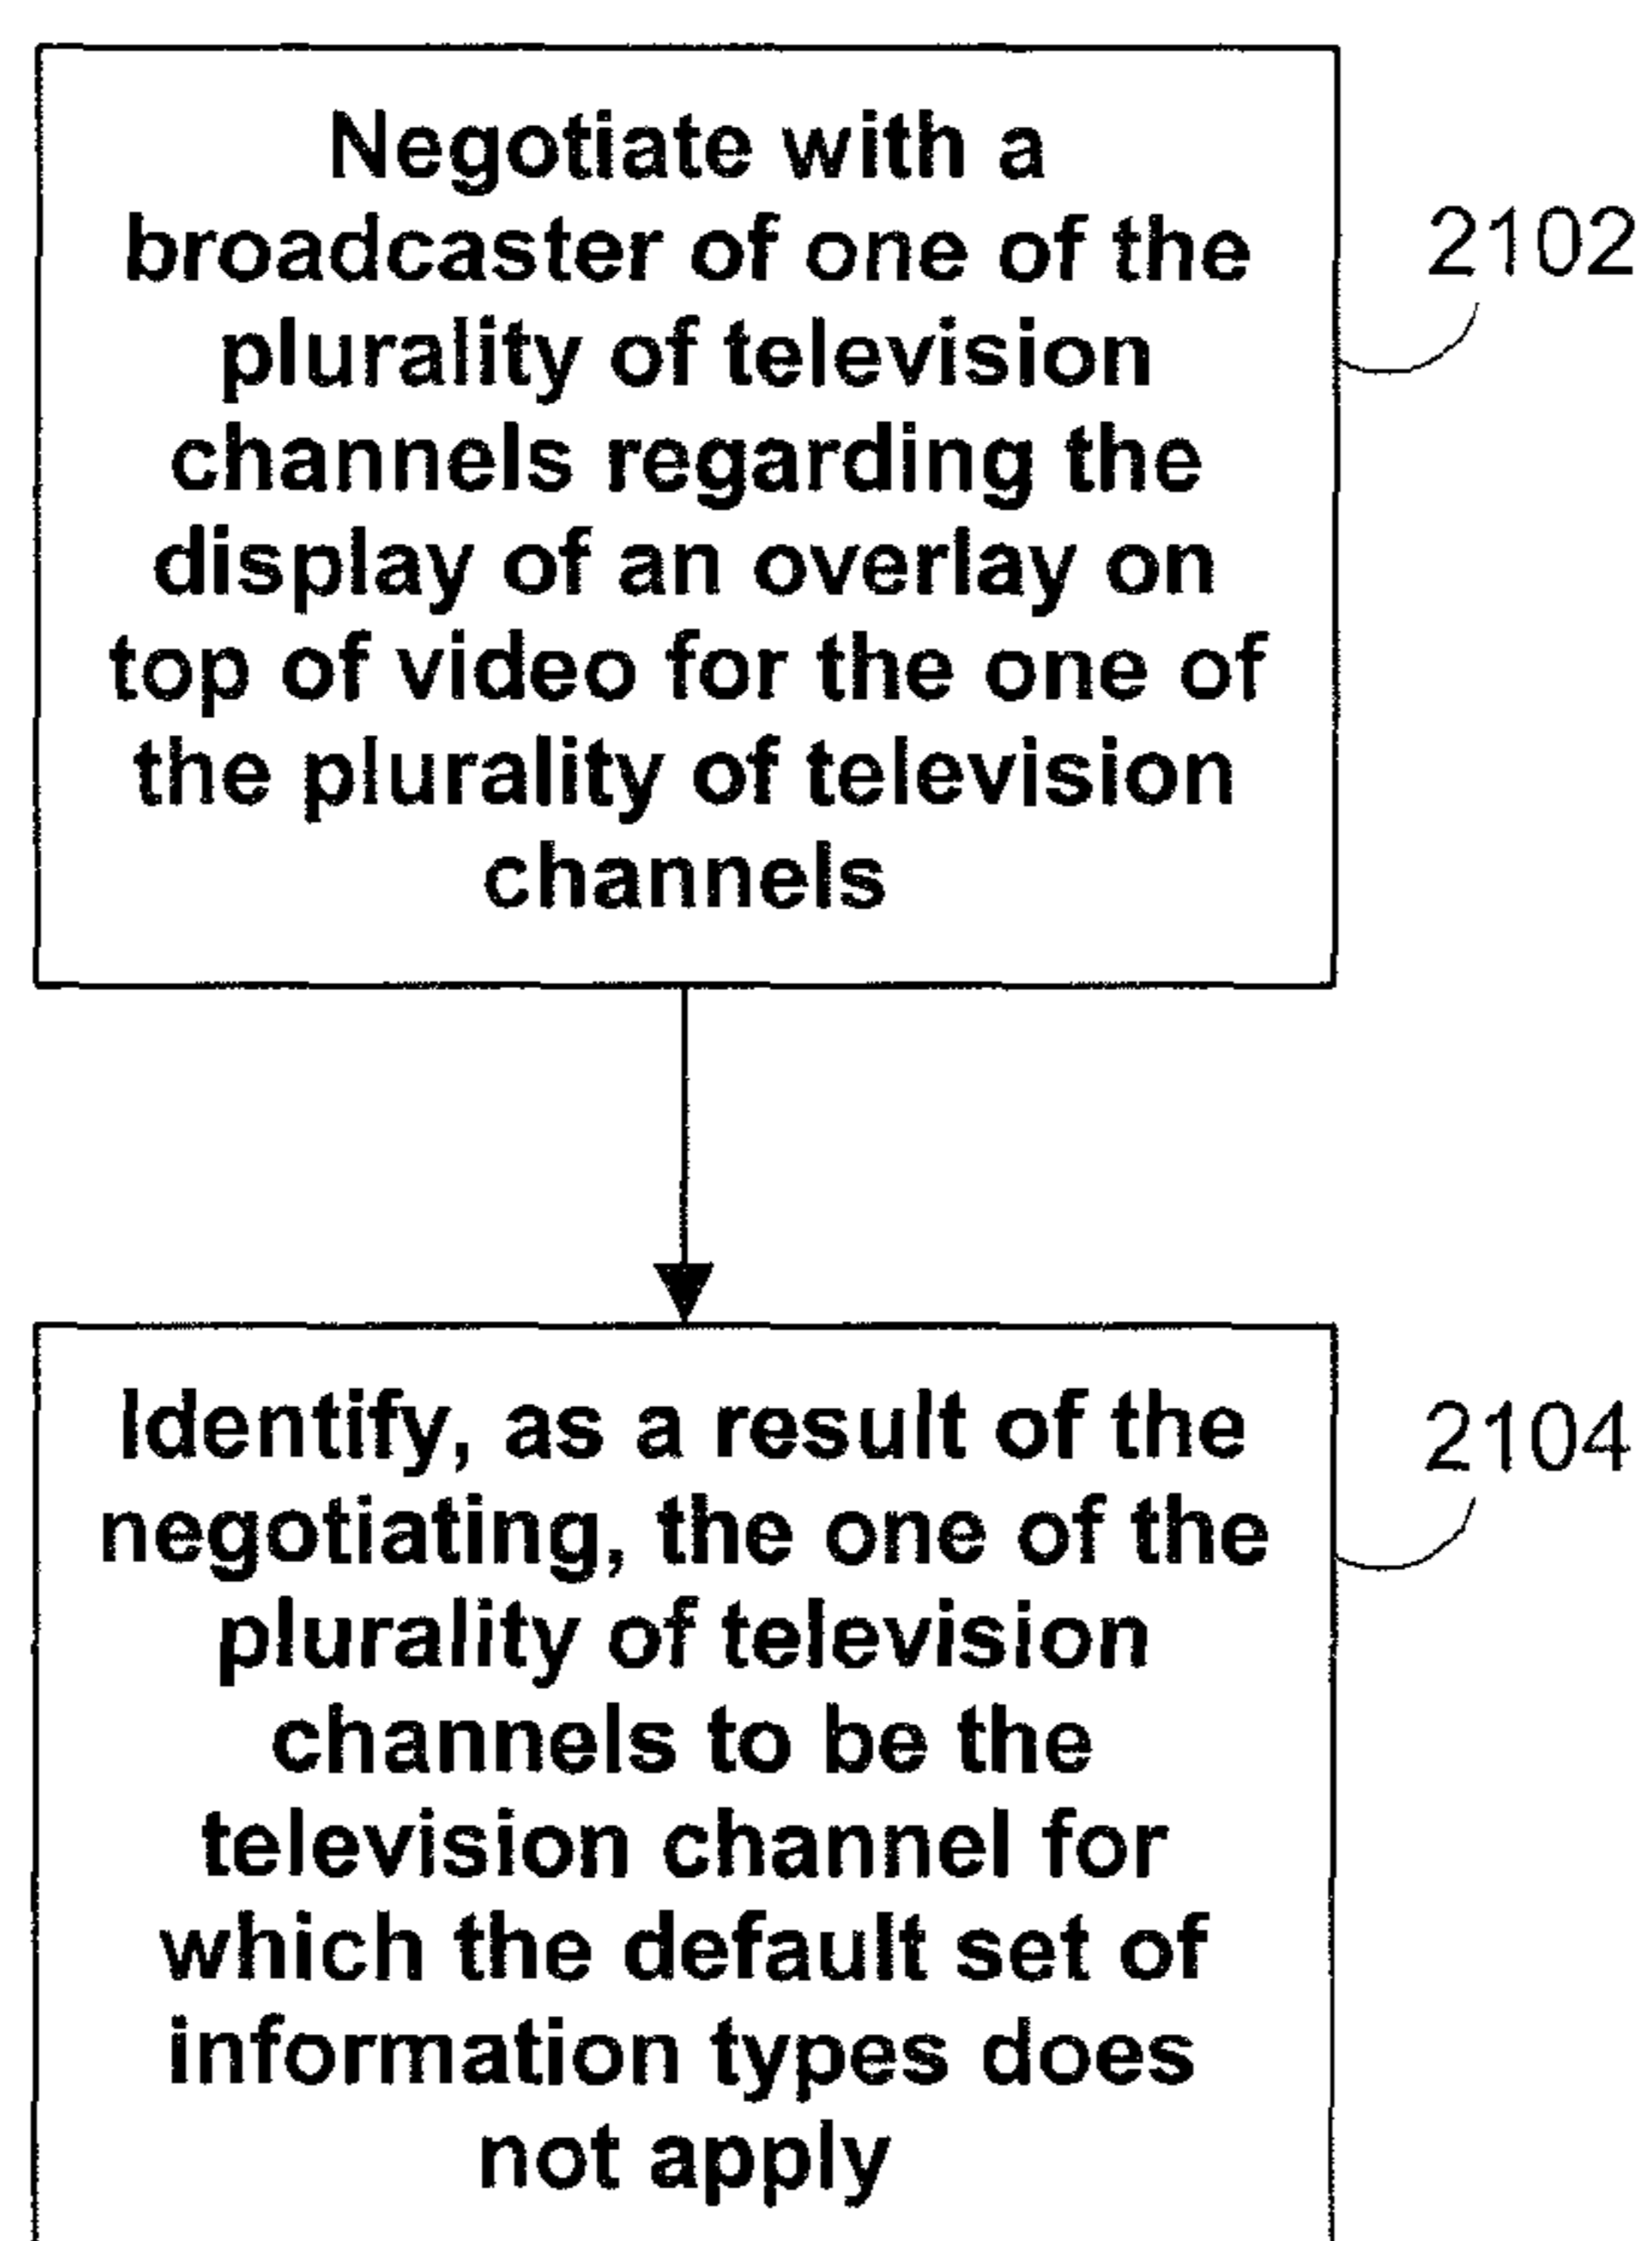 Negotiate with a
broadcaster of one of the
plurality of television
channels regarding the
display of an overlay on
top of video for the one of
the plurality of television
channels
2102
Identify, as a result of the
negotiating, the one of the
plurality of television
channels to be the
television channel for
which the default set of
information types does
not apply
2104